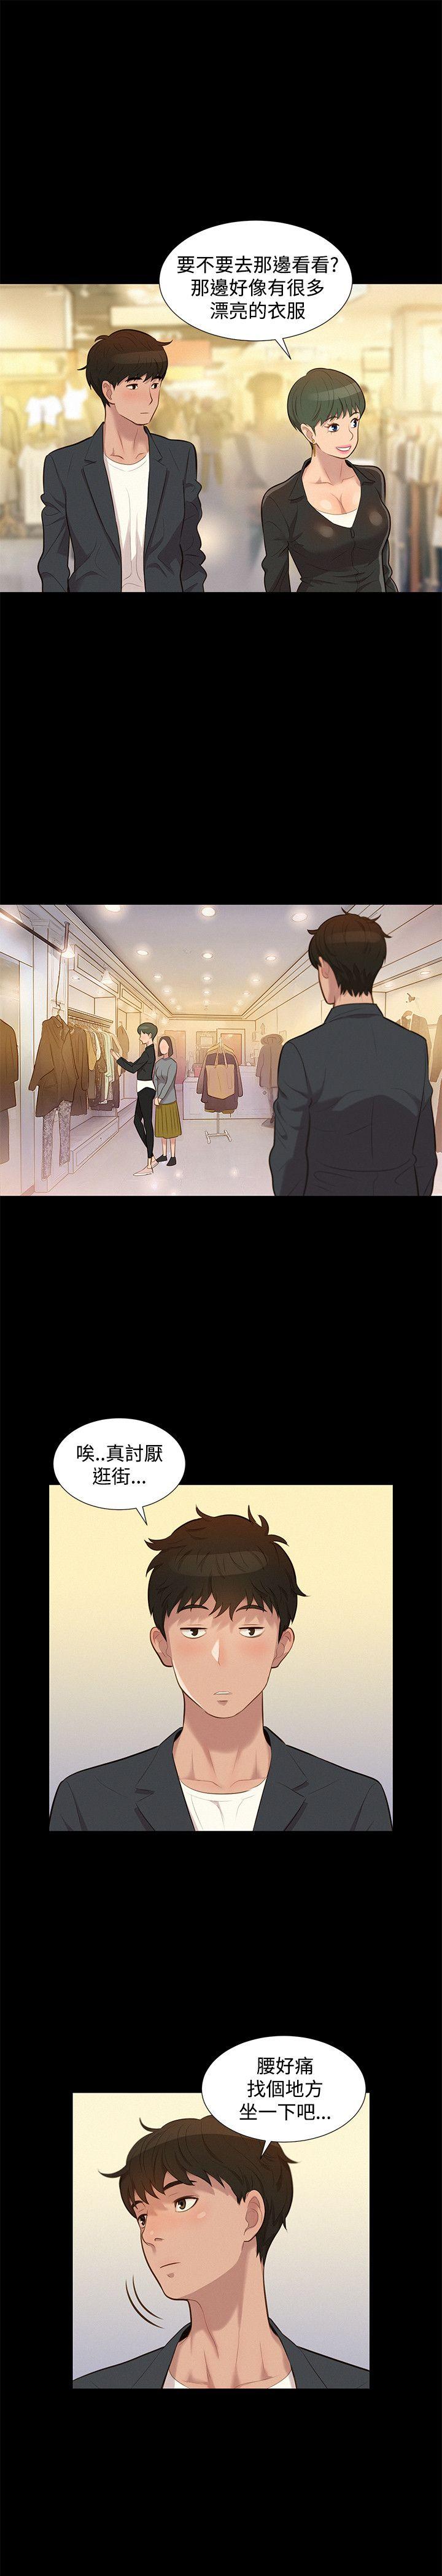 要不要去那邊看看?
那邊好像有很多
漂亮的衣服
唉..真討厭
逛街...
腰好痛
找個地方
坐一下吧...